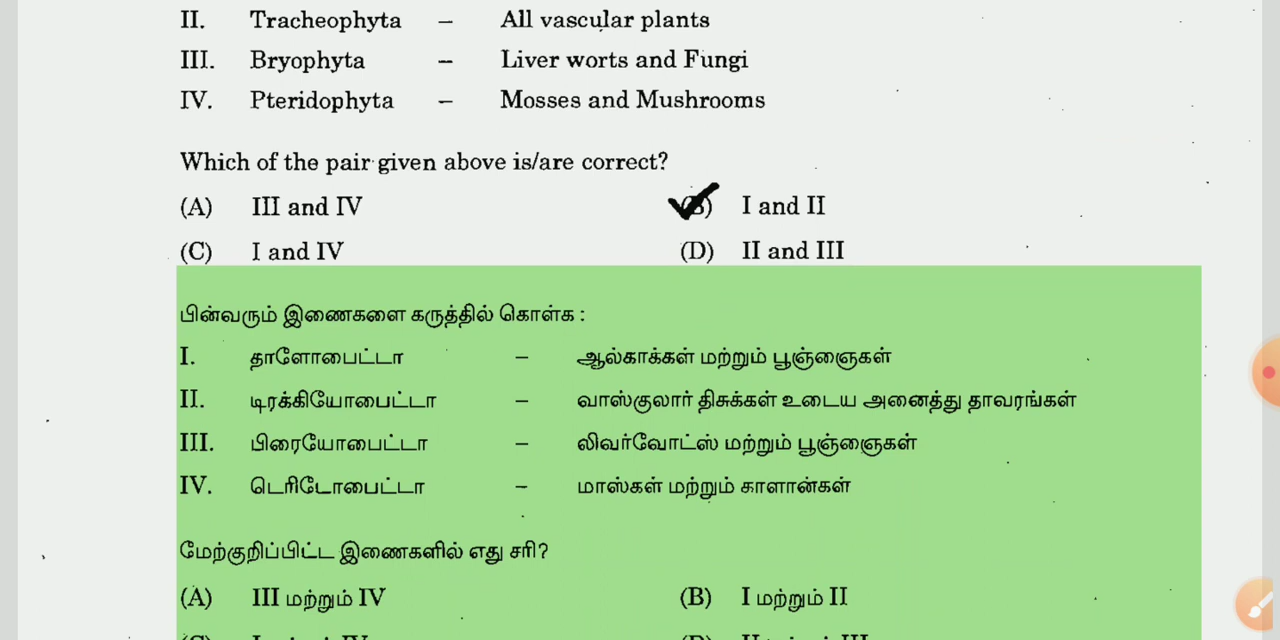 II. Tracheophyta – All vascular plants
III. Bryophyta – Liver worts and Fungi
IV. Pteridophyta – Mosses and Mushrooms
Which of the pair given above is/are correct?
(A) III and IV (B) I and II
(C) I and IV (D) II and III
பின்வரும் இணைகளை கருத்தில் கொள்க :
I. தாளோபைட்டா – ஆல்காக்கள் மற்றும் பூஞ்ஞைகள்
II. டிரக்கியோபைட்டா – வாஸ்குலார் திசுக்கள் உடைய அனைத்து தாவரங்கள்
III. பிரையோபைட்டா – லிவர்வோட்ஸ் மற்றும் பூஞ்ஞைகள்
IV. டெரிடோபைட்டா – மாஸ்கள் மற்றும் காளான்கள்
மேற்குறிப்பிட்ட இணைகளில் எது சரி?
(A) III மற்றும் IV (B) I மற்றும் II